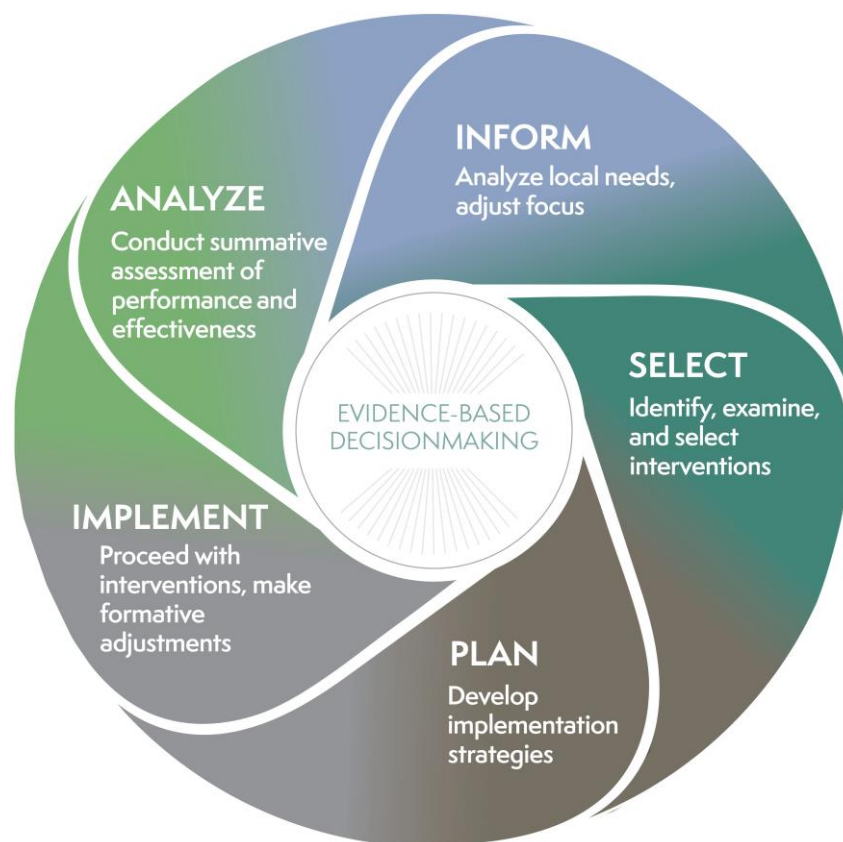 INFORM
Analyze local needs,
adjust focus
SELECT
Identify, examine,
and select
interventions
PLAN
Develop
implementation
strategies
IMPLEMENT
Proceed with
interventions, make
formative
adjustments
ANALYZE
Conduct summative
assessment of
performance and
effectiveness
EVIDENCE-BASED
DECISIONMAKING